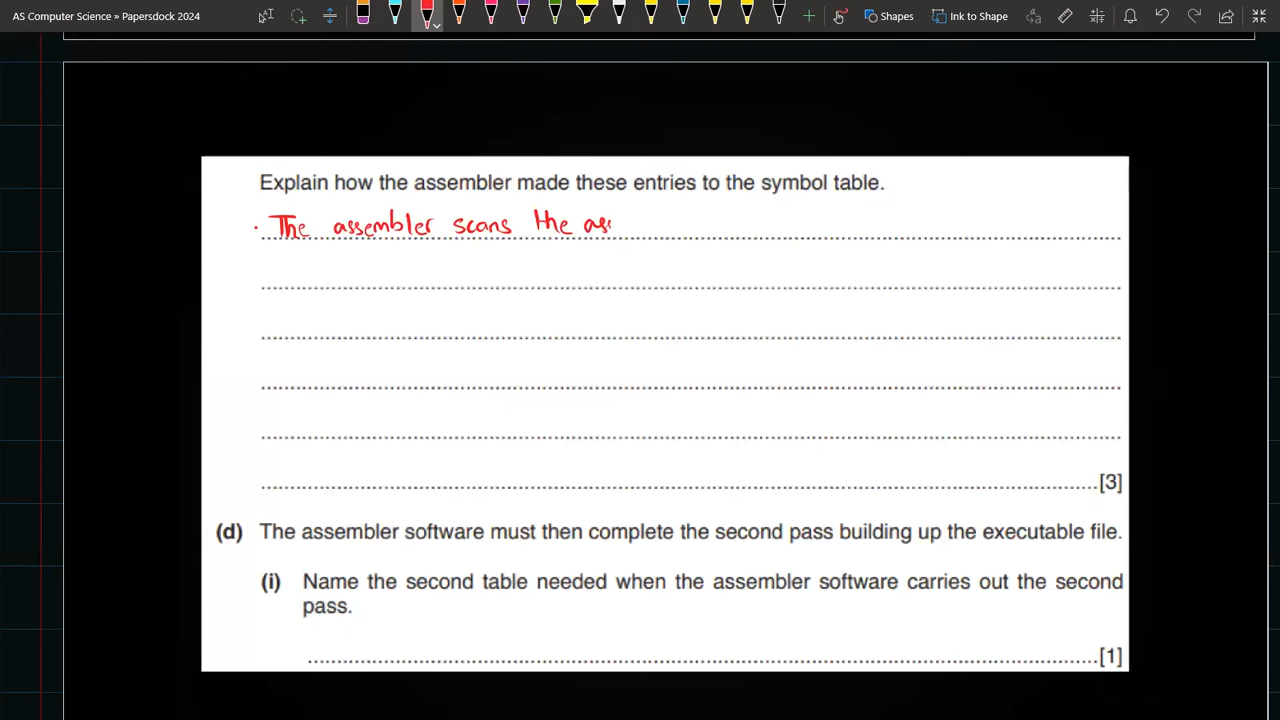 AS Computer Science » Papersdock 2024
Shapes
Ink to Shape
Explain how the assembler made these entries to the symbol table.
· The assembler scans the ass
[3]
(d) The assembler software must then complete the second pass building up the executable file.
(i) Name the second table needed when the assembler software carries out the second
pass.
[1]